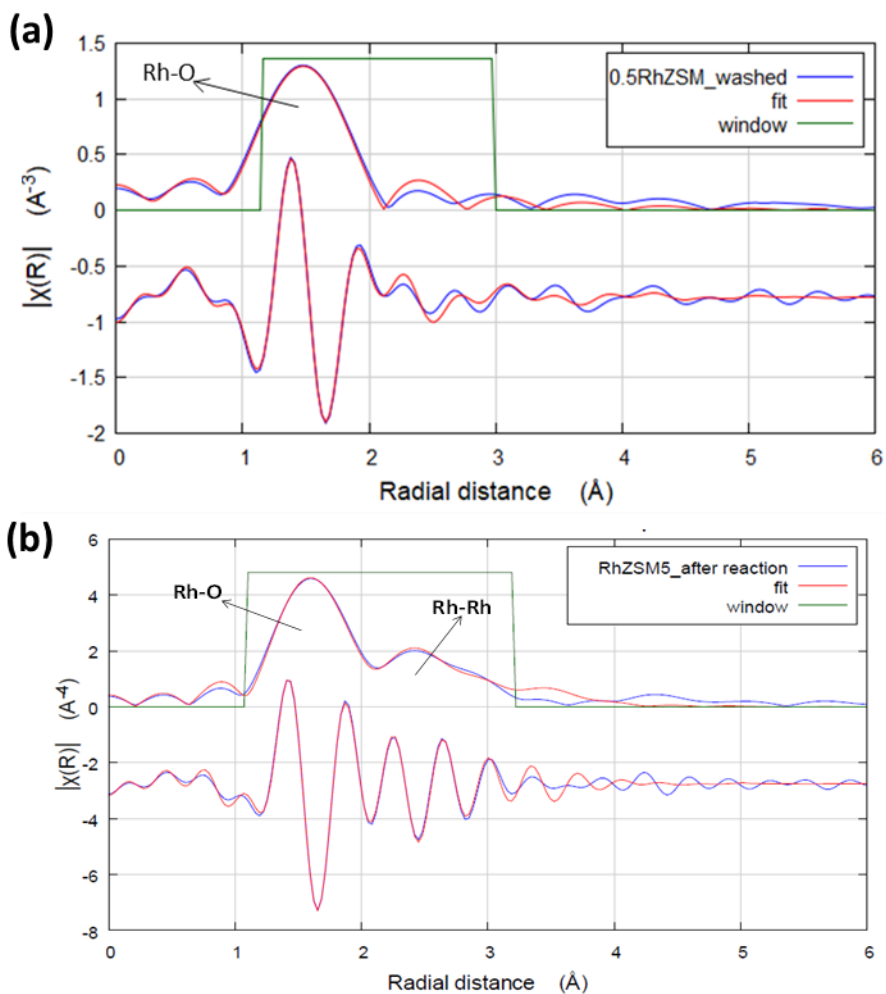 (a)
1.5
Rh-O
0.5RhZSM_washed
fit
window
1
0.5
0
-0.5
-1
-1.5
-2
|χ(R)| (A⁻³)
0 1 2 3 4 5 6
Radial distance (Å)
(b)
6
RhZSM5_after reaction
fit
window
Rh-O
Rh-Rh
4
2
0
-2
-4
-6
-8
|χ(R)| (A⁻⁴)
0 1 2 3 4 5 6
Radial distance (Å)